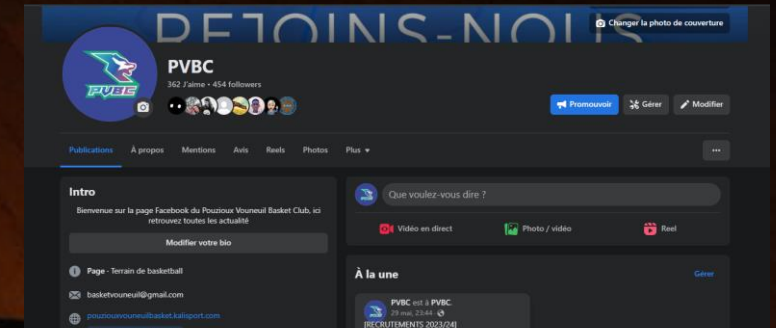 REJOINS-NOUS
Changer la photo de couverture
PVBC
PVBC
362 J'aime • 454 followers
Promouvoir
Gérer
Modifier
Publications
À propos
Mentions
Avis
Reels
Photos
Plus
Intro
Bienvenue sur la page Facebook du Pouzioux Vouneuil Basket Club, ici
retrouvez toutes les actualité
Modifier votre bio
Page · Terrain de basketball
basketvouneuil@gmail.com
pouziouxvouneuilbasket.kalisport.com
Que voulez-vous dire ?
Vidéo en direct
Photo / vidéo
Reel
À la une
Gérer
PVBC est à PVBC.
29 mai, 23:44
[RECRUTEMENTS 2023/24]